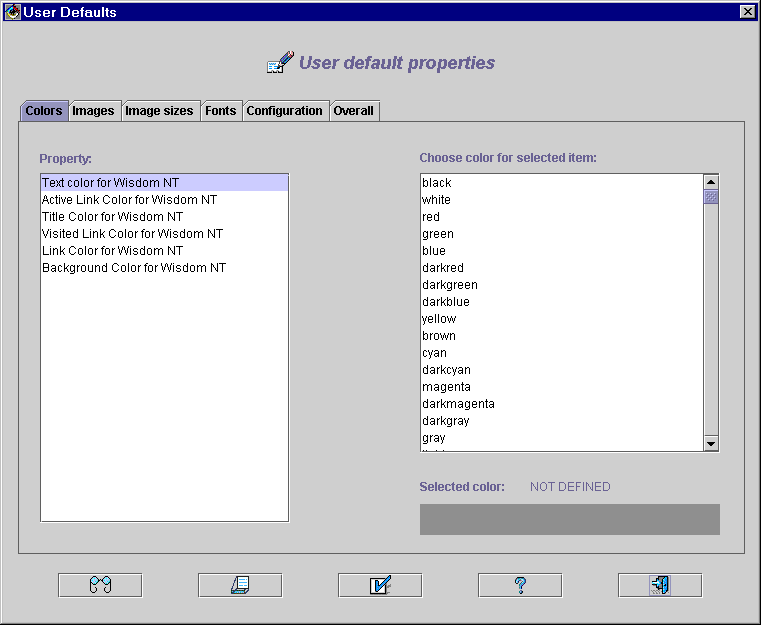 User Defaults
User default properties
Colors Images Image sizes Fonts Configuration Overall
Property:
Text color for Wisdom NT
Active Link Color for Wisdom NT
Title Color for Wisdom NT
Visited Link Color for Wisdom NT
Link Color for Wisdom NT
Background Color for Wisdom NT
Choose color for selected item:
black
white
red
green
blue
darkred
darkgreen
darkblue
yellow
brown
cyan
darkcyan
magenta
darkmagenta
darkgray
gray
Selected color: NOT DEFINED
?